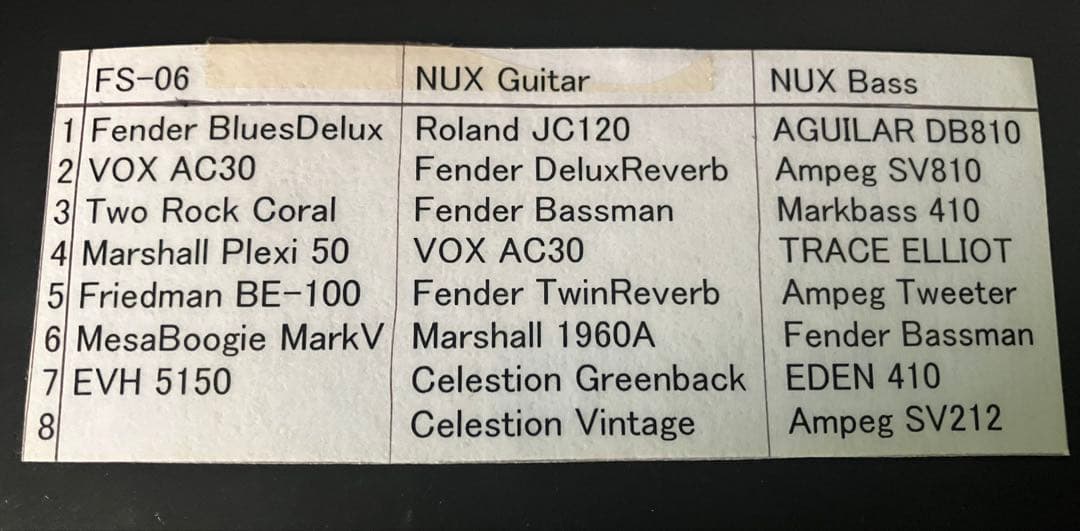 FS-06 NUX Guitar NUX Bass
1 Fender BluesDelux Roland JC120 AGUILAR DB810
2 VOX AC30 Fender DeluxReverb Ampeg SV810
3 Two Rock Coral Fender Bassman Markbass 410
4 Marshall Plexi 50 VOX AC30 TRACE ELLIOT
5 Friedman BE-100 Fender TwinReverb Ampeg Tweeter
6 MesaBoogie MarkV Marshall 1960A Fender Bassman
7 EVH 5150 Celestion Greenback EDEN 410
8 Celestion Vintage Ampeg SV212